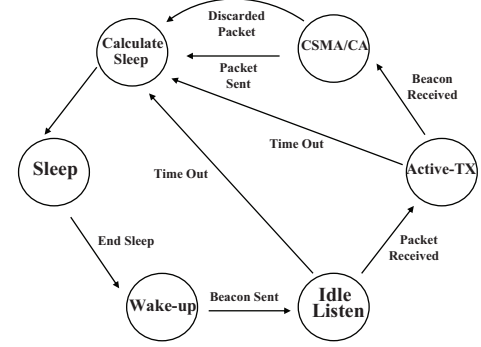 Discarded
Packet
Calculate
Sleep
CSMA/CA
Packet
Sent
Beacon
Received
Time Out
Sleep
Time Out
Active-TX
End Sleep
Packet
Received
Wake-up
Beacon Sent
Idle
Listen